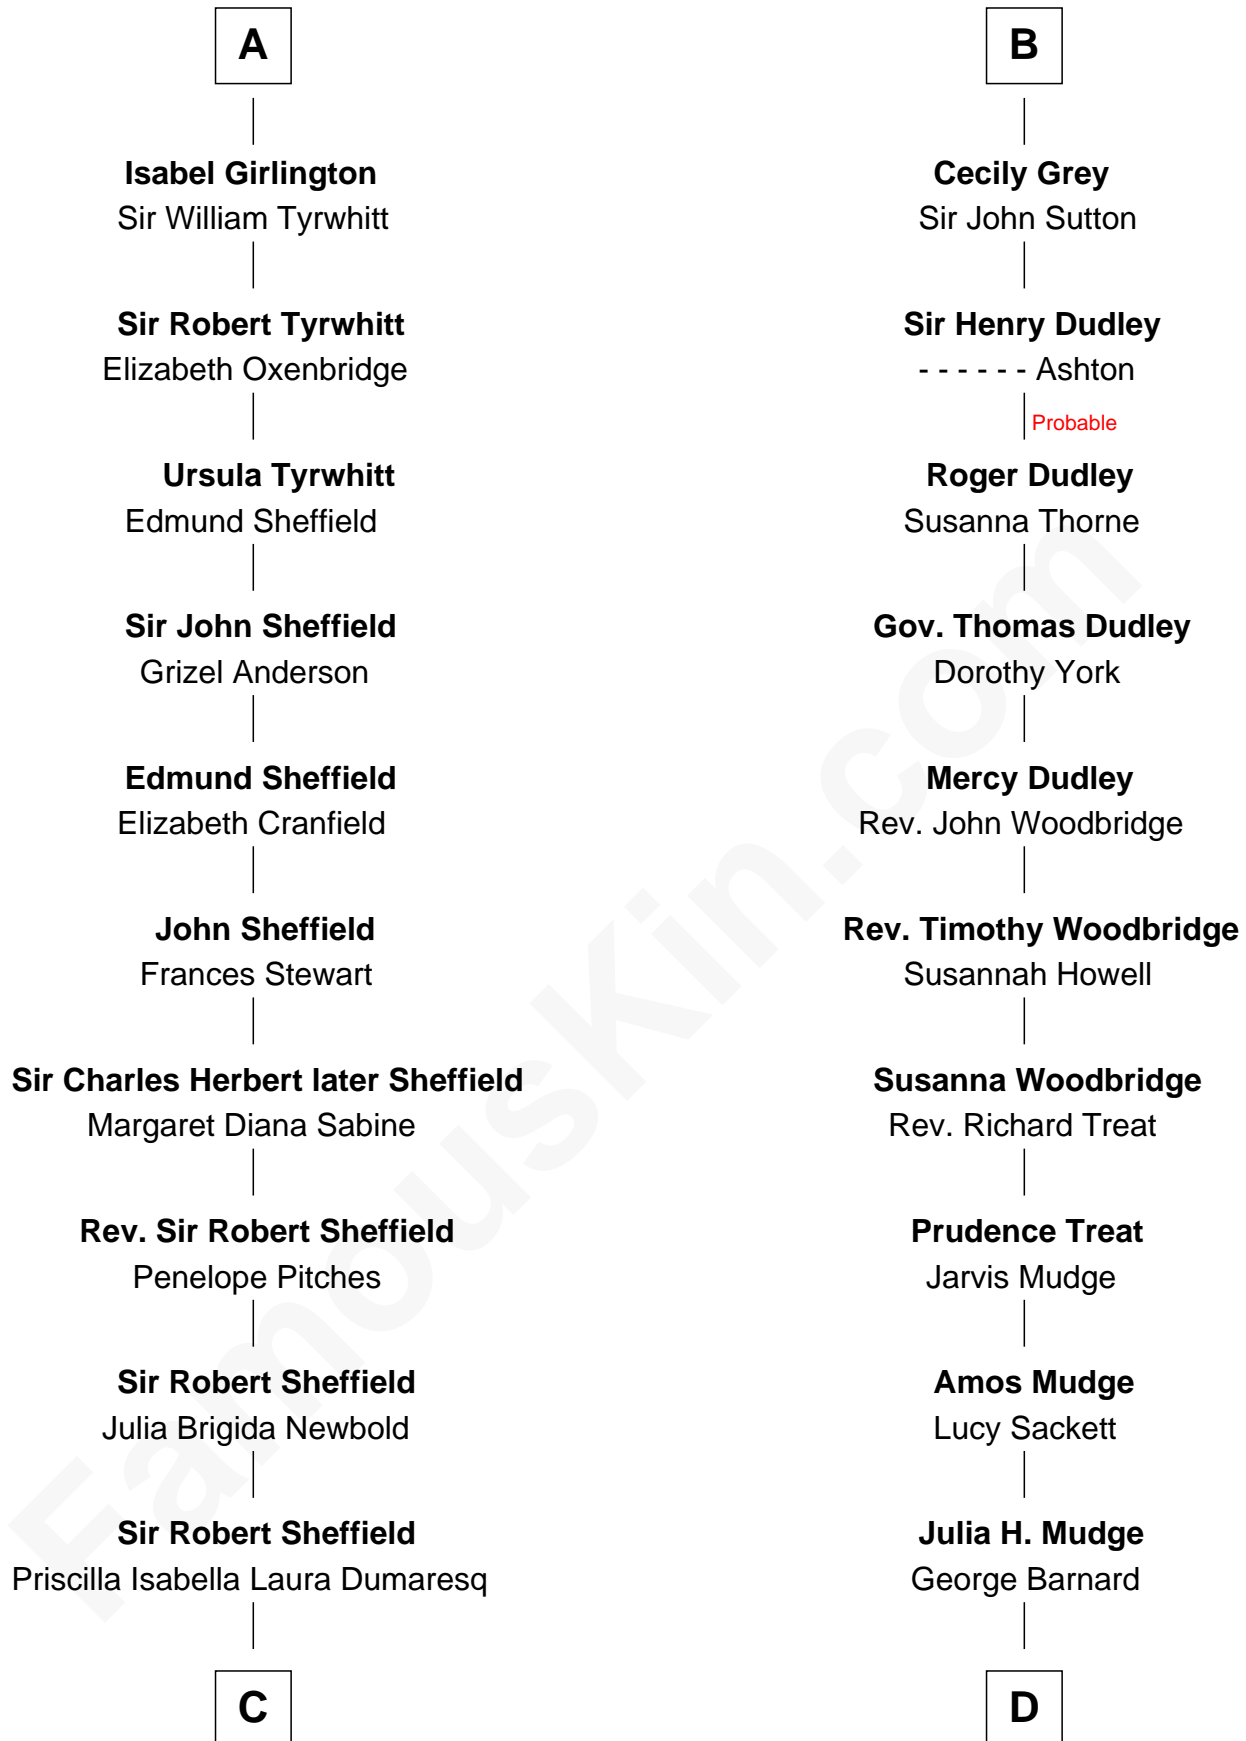 A
Isabel Girlington
Sir William Tyrwhitt
Sir Robert Tyrwhitt
Elizabeth Oxenbridge
Ursula Tyrwhitt
Edmund Sheffield
Sir John Sheffield
Grizel Anderson
Edmund Sheffield
Elizabeth Cranfield
John Sheffield
Frances Stewart
Sir Charles Herbert later Sheffield
Margaret Diana Sabine
Rev. Sir Robert Sheffield
Penelope Pitches
Sir Robert Sheffield
Julia Brigida Newbold
Sir Robert Sheffield
Priscilla Isabella Laura Dumaresq
C
B
Cecily Grey
Sir John Sutton
Sir Henry Dudley
- - - - - - Ashton
Probable
Roger Dudley
Susanna Thorne
Gov. Thomas Dudley
Dorothy York
Mercy Dudley
Rev. John Woodbridge
Rev. Timothy Woodbridge
Susannah Howell
Susanna Woodbridge
Rev. Richard Treat
Prudence Treat
Jarvis Mudge
Amos Mudge
Lucy Sackett
Julia H. Mudge
George Barnard
D
FamousKin.com